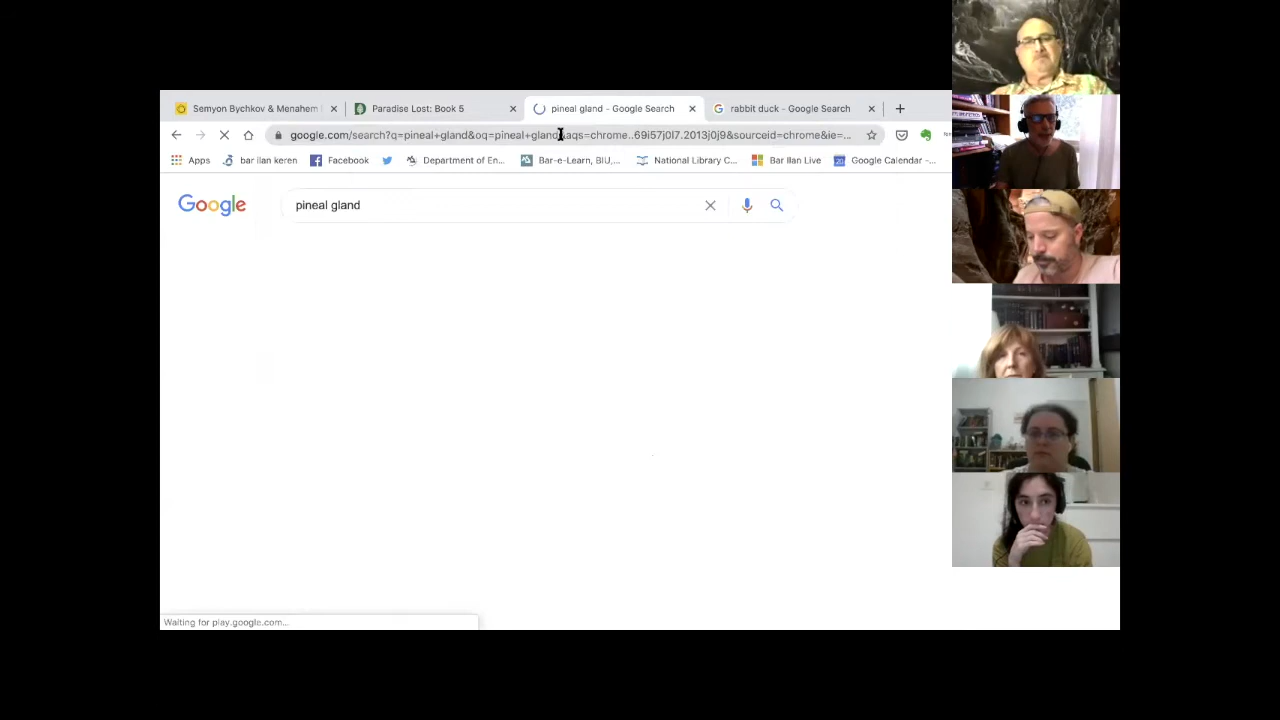 Semyon Bychkov & Menahem
Paradise Lost: Book 5
pineal gland - Google Search
rabbit duck - Google Search
google.com/search?q=pineal+gland&oq=pineal+gland&aqs=chrome..69i57j0l7.2013j0j9&sourceid=chrome&ie=...
Apps
bar ilan keren
Facebook
Department of En...
Bar-e-Learn, BIU,...
National Library C...
Bar Ilan Live
Google Calendar -...
Google
pineal gland
Waiting for play.google.com...